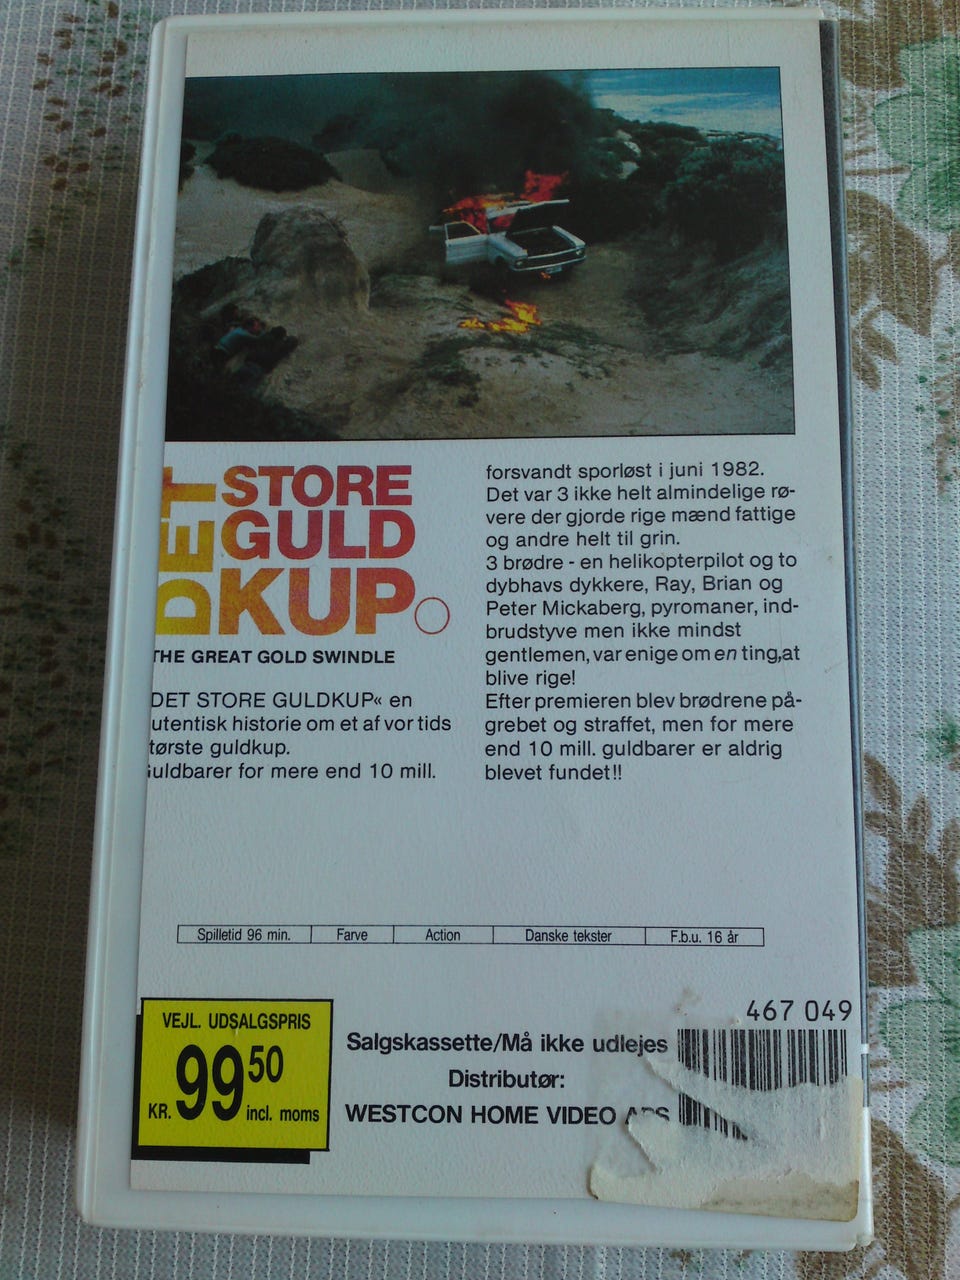 DET
STORE
GULD
KUP
THE GREAT GOLD SWINDLE
DET STORE GULDKUP« en
utentisk historie om et af vor tids
tørste guldkup.
uldbarer for mere end 10 mill.
forsvandt sporløst i juni 1982.
Det var 3 ikke helt almindelige rø-
vere der gjorde rige mænd fattige
og andre helt til grin.
3 brødre - en helikopterpilot og to
dybhavs dykkere, Ray, Brian og
Peter Mickaberg, pyromaner, ind-
brudstyve men ikke mindst
gentlemen, var enige om en ting,at
blive rige!
Efter premieren blev brødrene på-
grebet og straffet, men for mere
end 10 mill. guldbarer er aldrig
blevet fundet!!
Spilletid 96 min. Farve Action Danske tekster F.b.u. 16 år
VEJL. UDSALGSPRIS
KR. 99 50 incl. moms
467 049
Salgskassette/Må ikke udlejes
Distributør:
WESTCON HOME VIDEO APS